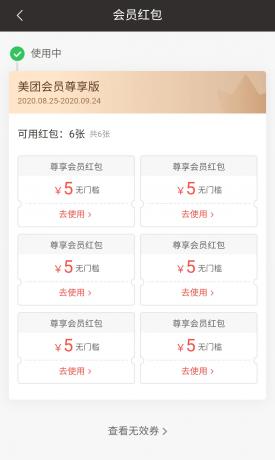 会员红包
使用中
美团会员尊享版
2020.08.25-2020.09.24
可用红包：6张 共6张
尊享会员红包 尊享会员红包
￥5 无门槛 ￥5 无门槛
去使用 > 去使用 >
尊享会员红包 尊享会员红包
￥5 无门槛 ￥5 无门槛
去使用 > 去使用 >
尊享会员红包 尊享会员红包
￥5 无门槛 ￥5 无门槛
去使用 > 去使用 >
查看无效券 >